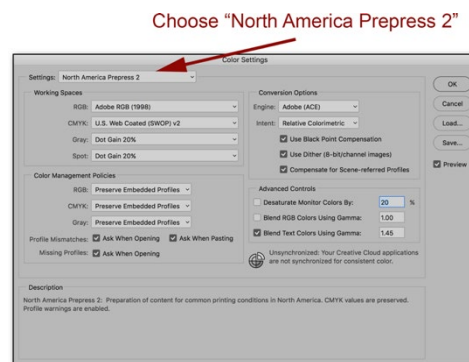 Choose “North America Prepress 2”
Color Settings
Settings: North America Prepress 2
OK
Cancel
Load...
Save...
Preview
Working Spaces
RGB: Adobe RGB (1998)
CMYK: U.S. Web Coated (SWOP) v2
Gray: Dot Gain 20%
Spot: Dot Gain 20%
Color Management Policies
RGB: Preserve Embedded Profiles
CMYK: Preserve Embedded Profiles
Gray: Preserve Embedded Profiles
Profile Mismatches: Ask When Opening Ask When Pasting
Missing Profiles: Ask When Opening
Conversion Options
Engine: Adobe (ACE)
Intent: Relative Colorimetric
Use Black Point Compensation
Use Dither (8-bit/channel images)
Compensate for Scene-referred Profiles
Advanced Controls
Desaturate Monitor Colors By: 20 %
Blend RGB Colors Using Gamma: 1.00
Blend Text Colors Using Gamma: 1.45
Unsynchronized: Your Creative Cloud applications
are not synchronized for consistent color.
Description
North America Prepress 2: Preparation of content for common printing conditions in North America. CMYK values are preserved.
Profile warnings are enabled.